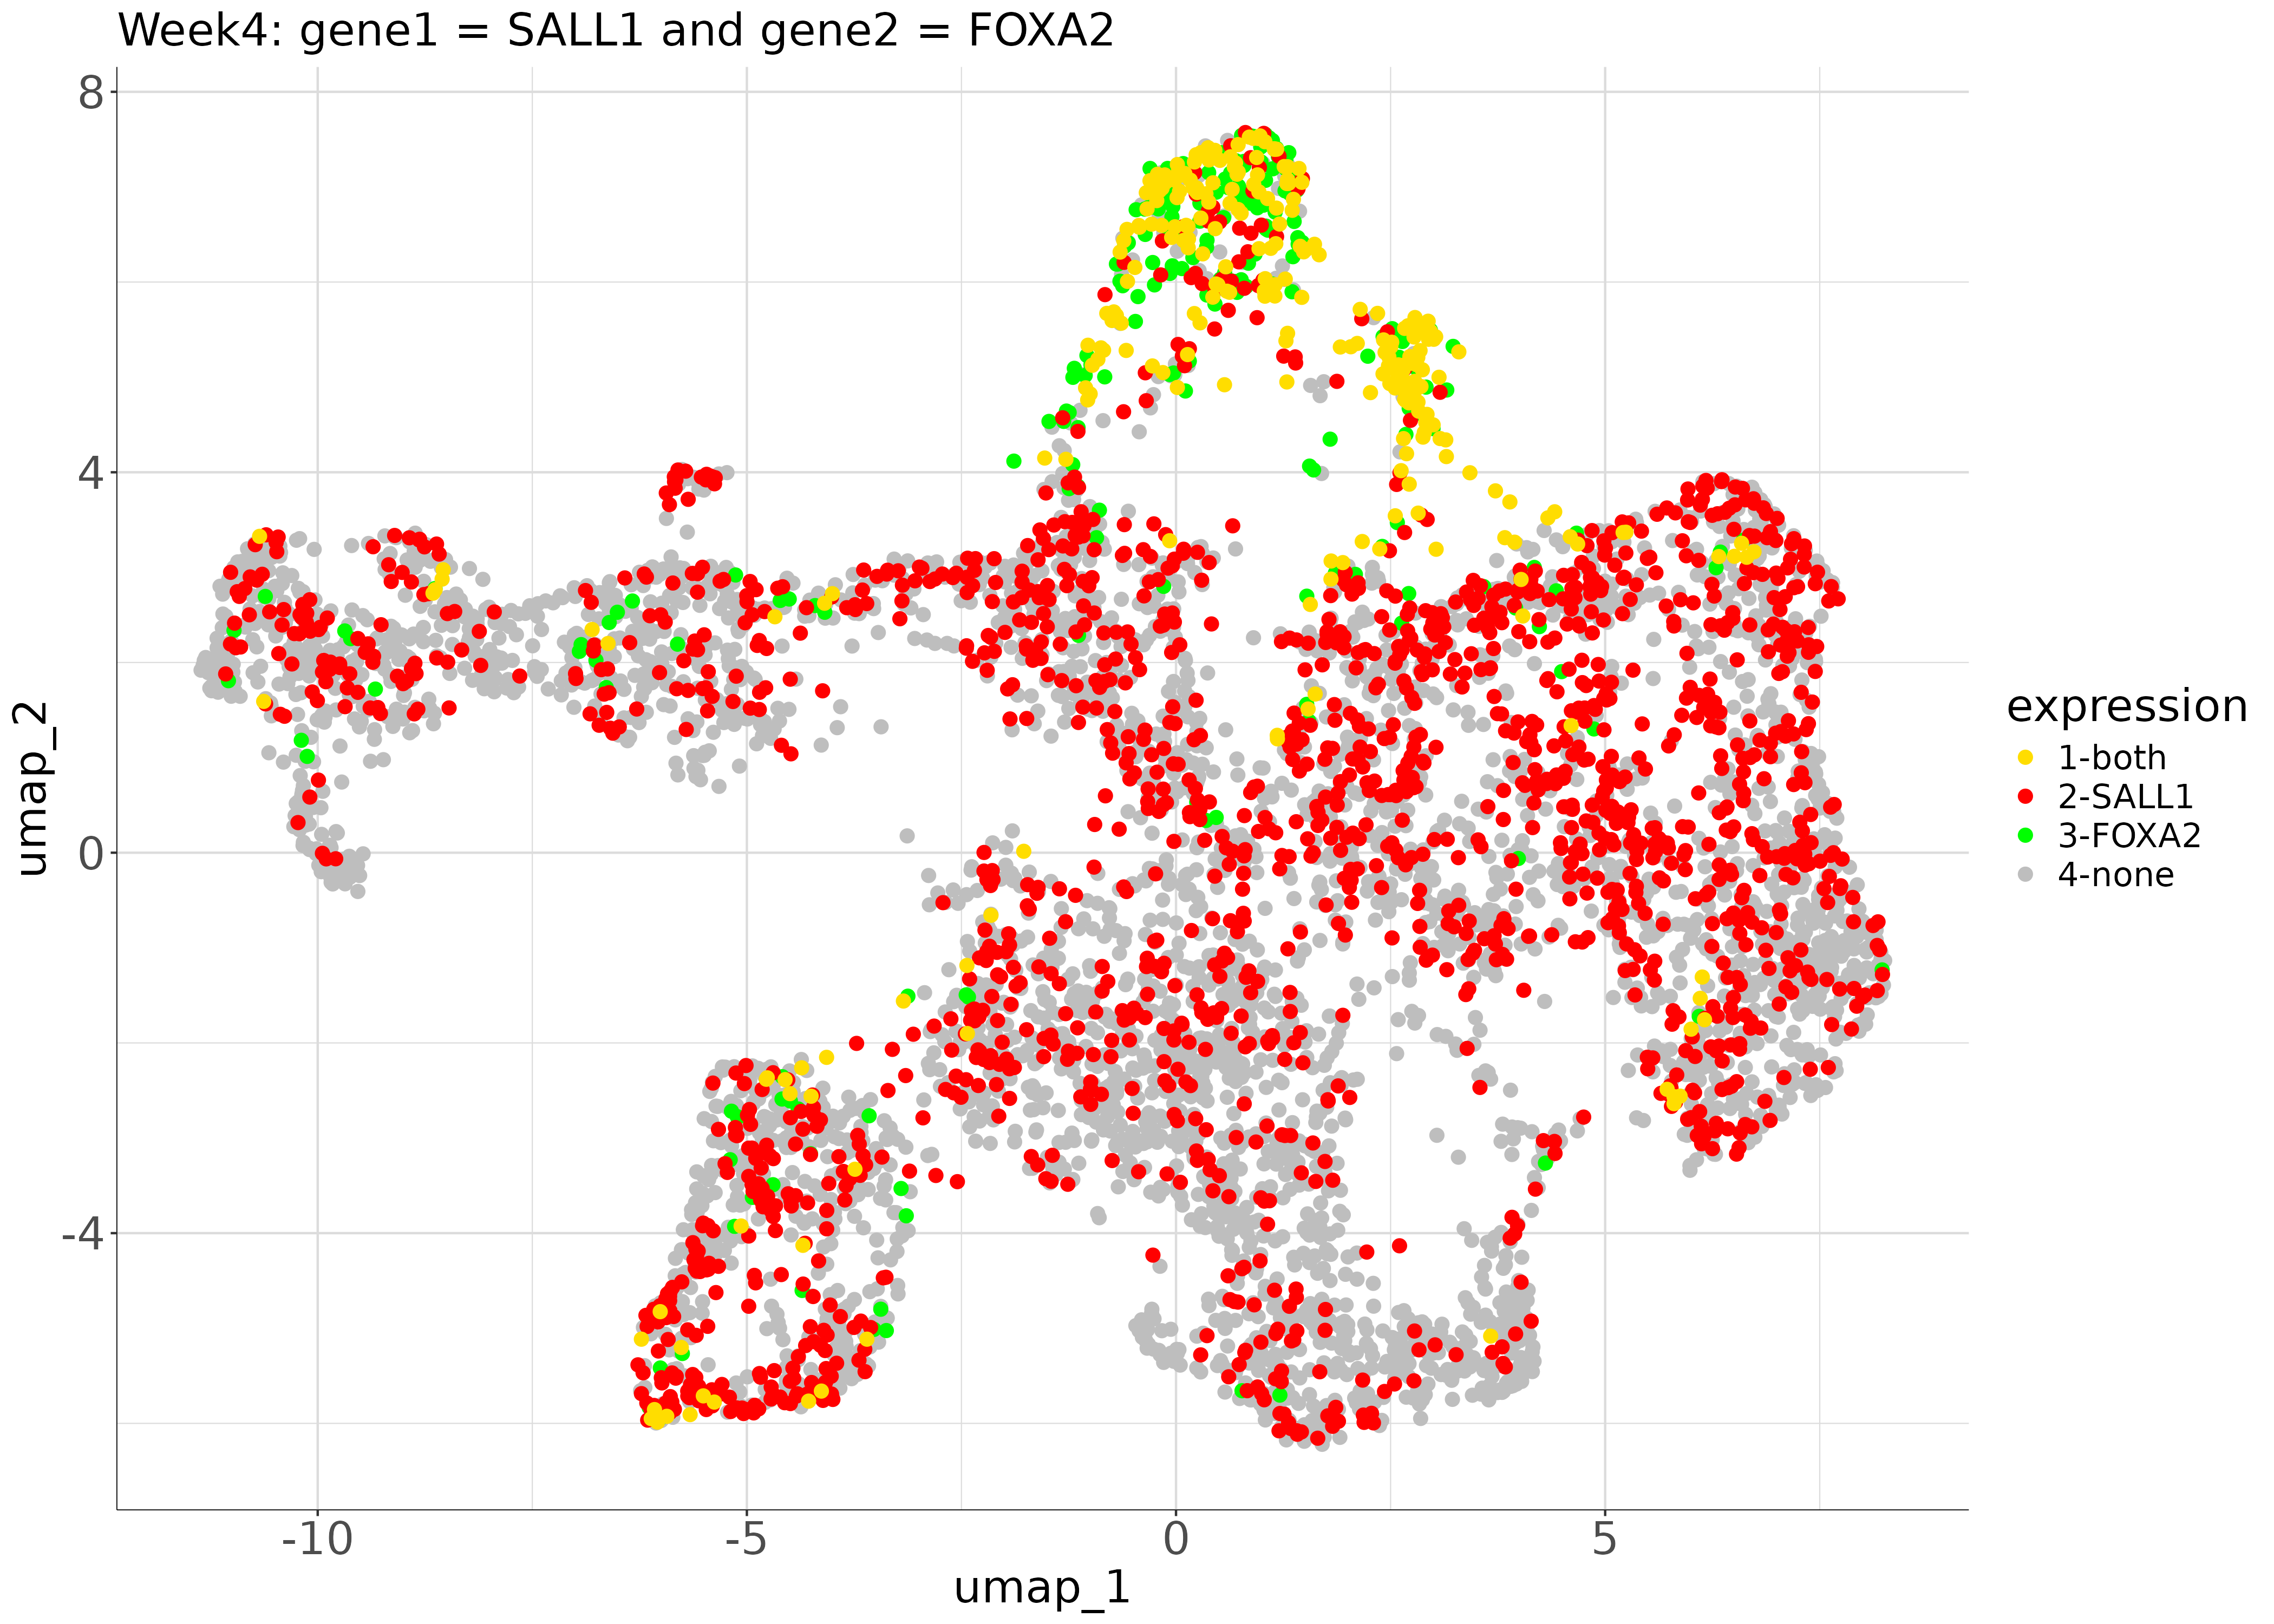 Week4: gene1 = SALL1 and gene2 = FOXA2
8
4
0
-4
umap_2
-10
-5
0
5
umap_1
expression
1-both
2-SALL1
3-FOXA2
4-none